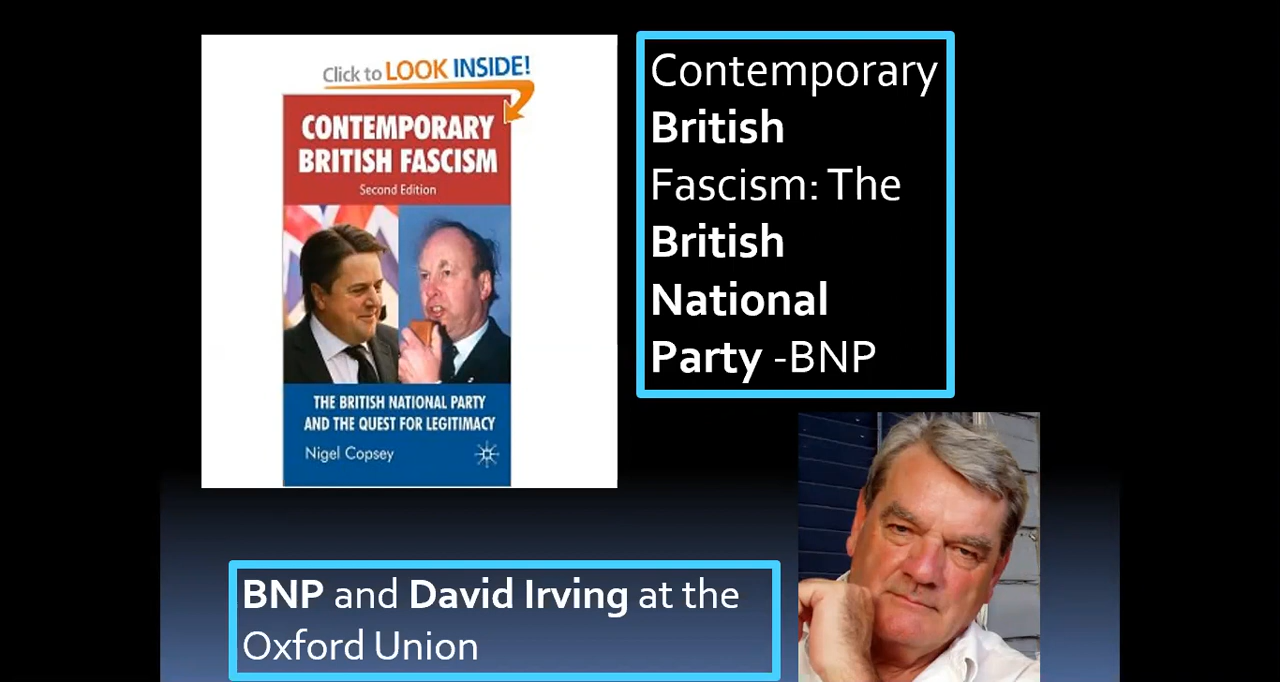 Click to LOOK INSIDE!
CONTEMPORARY
BRITISH FASCISM
Second Edition
THE BRITISH NATIONAL PARTY
AND THE QUEST FOR LEGITIMACY
Nigel Copsey
Contemporary
British
Fascism: The
British
National
Party -BNP
BNP and David Irving at the
Oxford Union